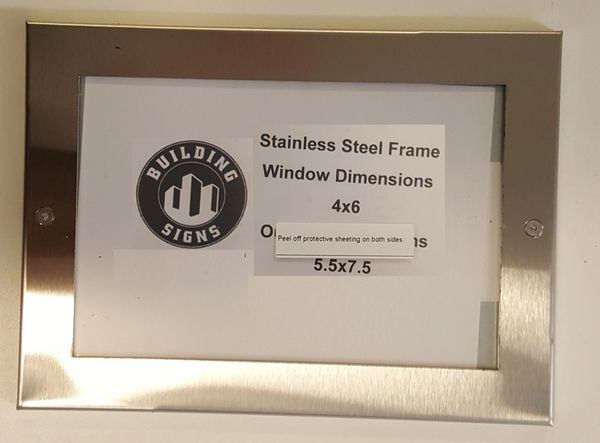 BUILDING
SIGNS
Stainless Steel Frame
Window Dimensions
4x6
Peel off protective sheeting on both sides
5.5x7.5